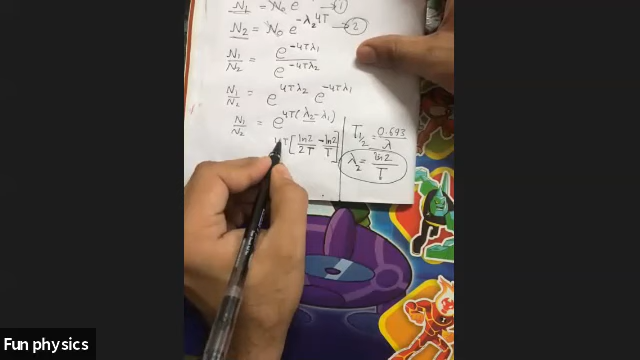 N₁ = N₀ e →①
N₂ = N₀ e^{-λ₂4T} →②
N₁/N₂ = e^{-4Tλ₁}/e^{-4Tλ₂}
N₁/N₂ = e^{4Tλ₂} e^{-4Tλ₁}
N₁/N₂ = e^{4T(λ₂-λ₁)}
4T[ln2/2T - ln2/T]
T½ = 0.693/λ
λ₂ = ln2/T
Fun physics